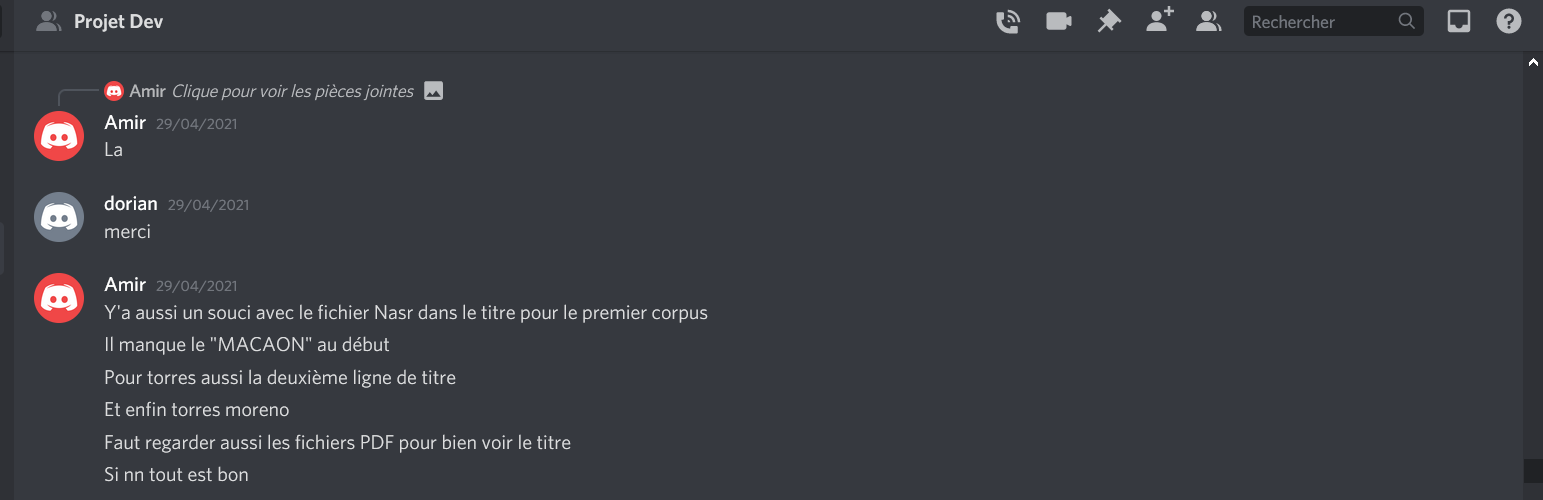 Projet Dev
Rechercher
Amir Clique pour voir les pièces jointes
Amir 29/04/2021
La
dorian 29/04/2021
merci
Amir 29/04/2021
Y'a aussi un souci avec le fichier Nasr dans le titre pour le premier corpus
Il manque le "MACAON" au début
Pour torres aussi la deuxième ligne de titre
Et enfin torres moreno
Faut regarder aussi les fichiers PDF pour bien voir le titre
Si nn tout est bon